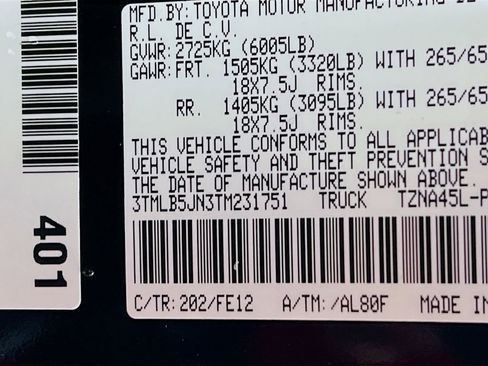 MFD.BY:TOYOTA MOTOR MANUFACTURING
R.L. DE C.V.
GVWR:2725KG (6005LB)
GAWR:FRT. 1505KG (3320LB) WITH 265/65
18X7.5J RIMS.
RR. 1405KG (3095LB) WITH 265/65
18X7.5J RIMS.
THIS VEHICLE CONFORMS TO ALL APPLICAB
VEHICLE SAFETY AND THEFT PREVENTION S
THE DATE OF MANUFACTURE SHOWN ABOVE.
3TMLB5JN3TM231751 TRUCK TZNA45L-P
C/TR:202/FE12 A/TM:/AL80F MADE IN
401